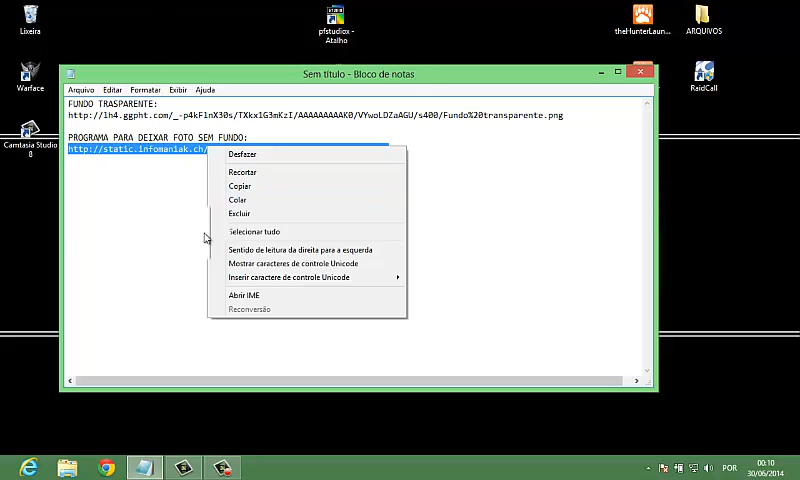 Lixeira
pfstudiox -
Atalho
theHunterLaun...
ARQUIVOS
Warface
RaidCall
Camtasia Studio
8
Sem título - Bloco de notas
Arquivo Editar Formatar Exibir Ajuda
FUNDO TRASPARENTE:
http://lh4.ggpht.com/_-p4kFlnX30s/TXkx1G3mKzI/AAAAAAAAAK0/VYwoLDZaAGU/s400/Fundo%20transparente.png
PROGRAMA PARA DEIXAR FOTO SEM FUNDO:
http://static.infomaniak.ch/
Desfazer
Recortar
Copiar
Colar
Excluir
Selecionar tudo
Sentido de leitura da direita para a esquerda
Mostrar caracteres de controle Unicode
Inserir caractere de controle Unicode
Abrir IME
Reconversão
POR
00:10
30/06/2014